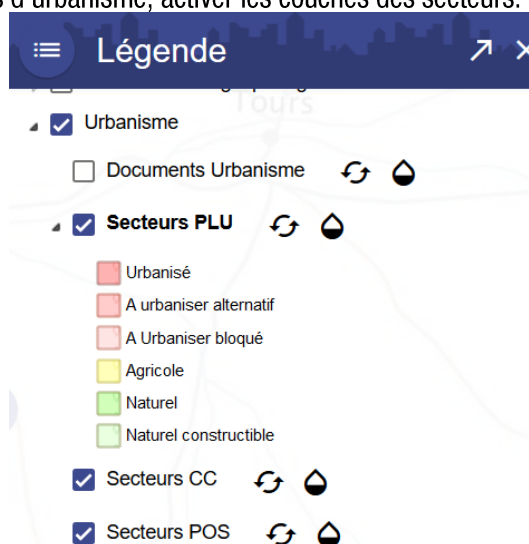 s d'urbanisme, activer les couches des secteurs.
Légende
Tours
Urbanisme
Documents Urbanisme
Secteurs PLU
Urbanisé
A urbaniser alternatif
A Urbaniser bloqué
Agricole
Naturel
Naturel constructible
Secteurs CC
Secteurs POS